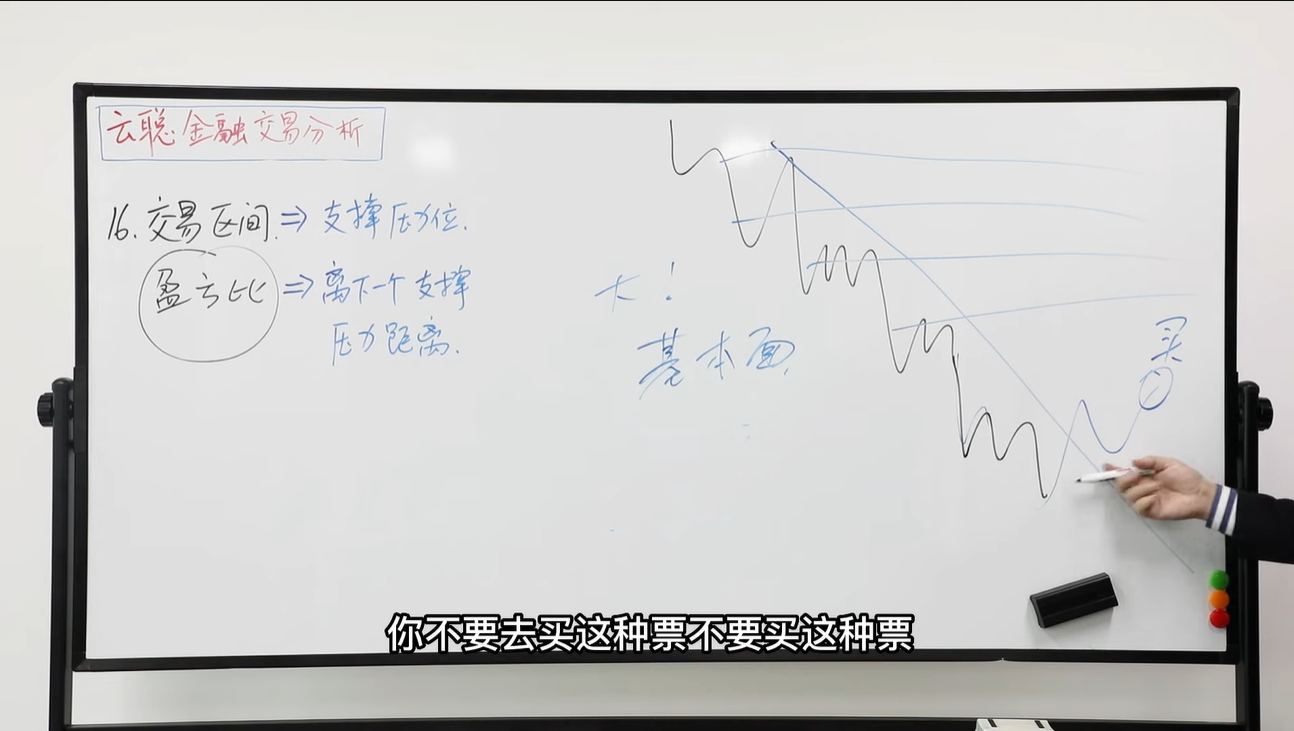 云聪金融交易分析
16.交易区间⇒支撑压力位.
盈亏比⇒离下个支撑
压力距离.
大!
基本面
买
你不要去买这种票不要买这种票